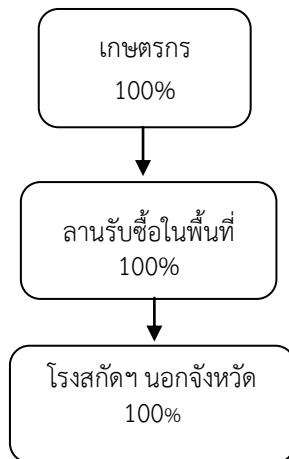 เกษตรกร
100%
ลานรับซื้อในพื้นที่
100%
โรงสกัดฯ นอกจังหวัด
100%